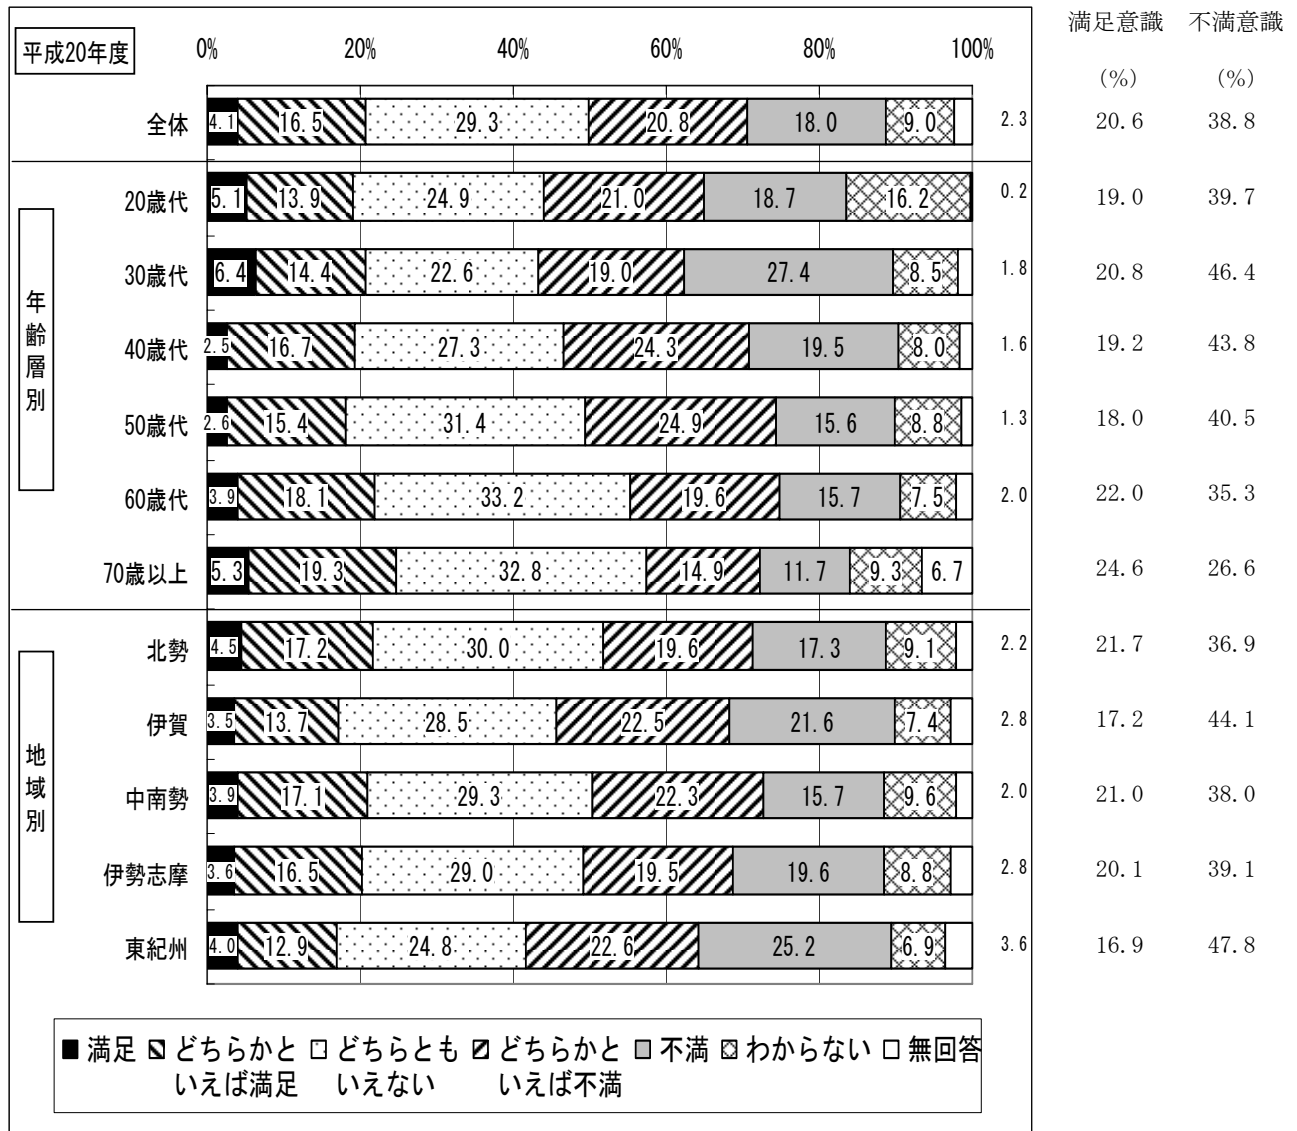 満足意識 不満意識
平成20年度 0% 20% 40% 60% 80% 100%
(%) (%)
全体 4.1 16.5 29.3 20.8 18.0 9.0 2.3 20.6 38.8
年齢層別
20歳代 5.1 13.9 24.9 21.0 18.7 16.2 0.2 19.0 39.7
30歳代 6.4 14.4 22.6 19.0 27.4 8.5 1.8 20.8 46.4
40歳代 2.5 16.7 27.3 24.3 19.5 8.0 1.6 19.2 43.8
50歳代 2.6 15.4 31.4 24.9 15.6 8.8 1.3 18.0 40.5
60歳代 3.9 18.1 33.2 19.6 15.7 7.5 2.0 22.0 35.3
70歳以上 5.3 19.3 32.8 14.9 11.7 9.3 6.7 24.6 26.6
地域別
北勢 4.5 17.2 30.0 19.6 17.3 9.1 2.2 21.7 36.9
伊賀 3.5 13.7 28.5 22.5 21.6 7.4 2.8 17.2 44.1
中南勢 3.9 17.1 29.3 22.3 15.7 9.6 2.0 21.0 38.0
伊勢志摩 3.6 16.5 29.0 19.5 19.6 8.8 2.8 20.1 39.1
東紀州 4.0 12.9 24.8 22.6 25.2 6.9 3.6 16.9 47.8
満足 どちらかと どちらとも どちらかと 不満 わからない 無回答
いえば満足 いえない いえば不満